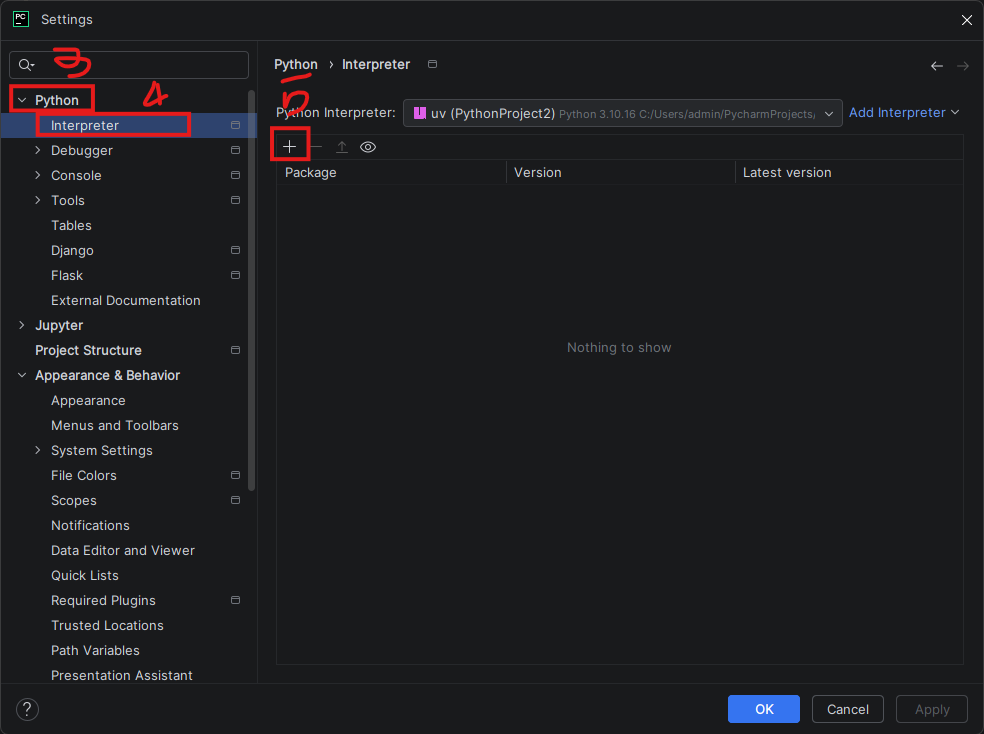 PC
Settings
3
Python › Interpreter
Python
4
5
Python Interpreter: uv (PythonProject2) Python 3.10.16 C:/Users/admin/PycharmProjects, Add Interpreter
Interpreter
Debugger
Console
Tools
Tables
Django
Flask
External Documentation
Jupyter
Project Structure
Appearance & Behavior
Appearance
Menus and Toolbars
System Settings
File Colors
Scopes
Notifications
Data Editor and Viewer
Quick Lists
Required Plugins
Trusted Locations
Path Variables
Presentation Assistant
Package Version Latest version
Nothing to show
?
OK Cancel Apply